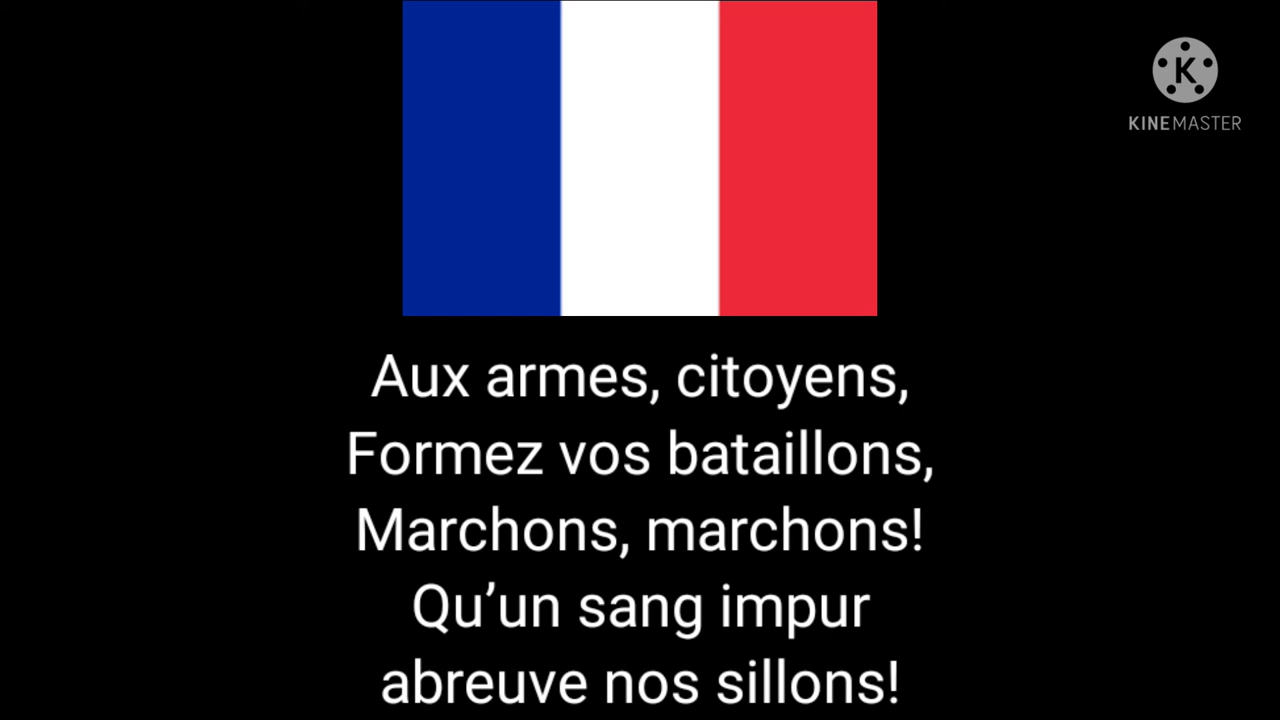 KINEMASTER
Aux armes, citoyens,
Formez vos bataillons,
Marchons, marchons!
Qu’un sang impur
abreuve nos sillons!